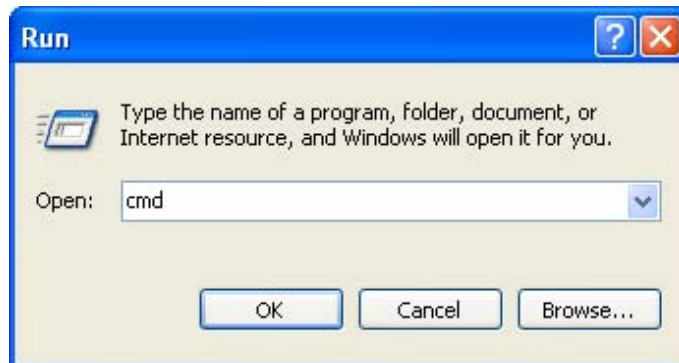 Run
Type the name of a program, folder, document, or
Internet resource, and Windows will open it for you.
Open: cmd
OK Cancel Browse...